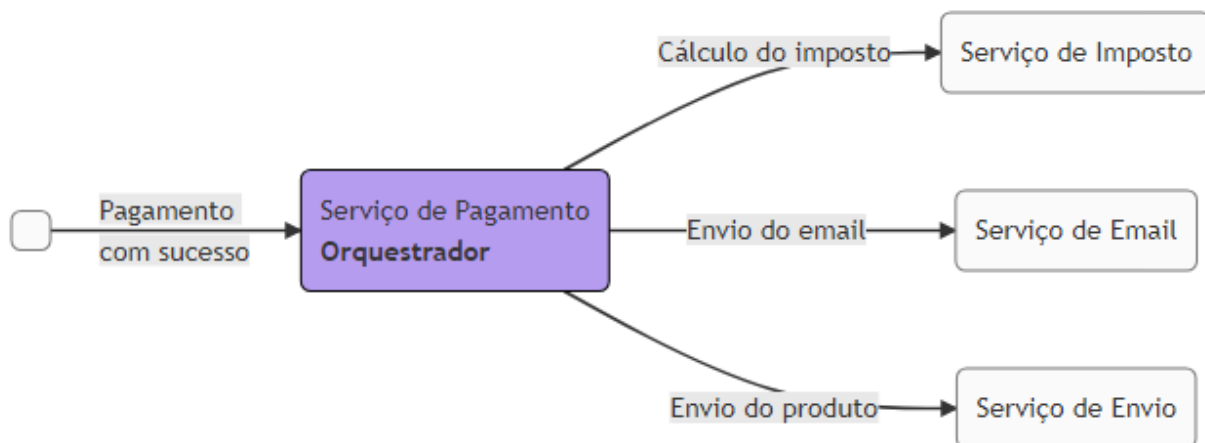 Pagamento
com sucesso
Serviço de Pagamento
Orquestrador
Cálculo do imposto
Serviço de Imposto
Envio do email
Serviço de Email
Envio do produto
Serviço de Envio